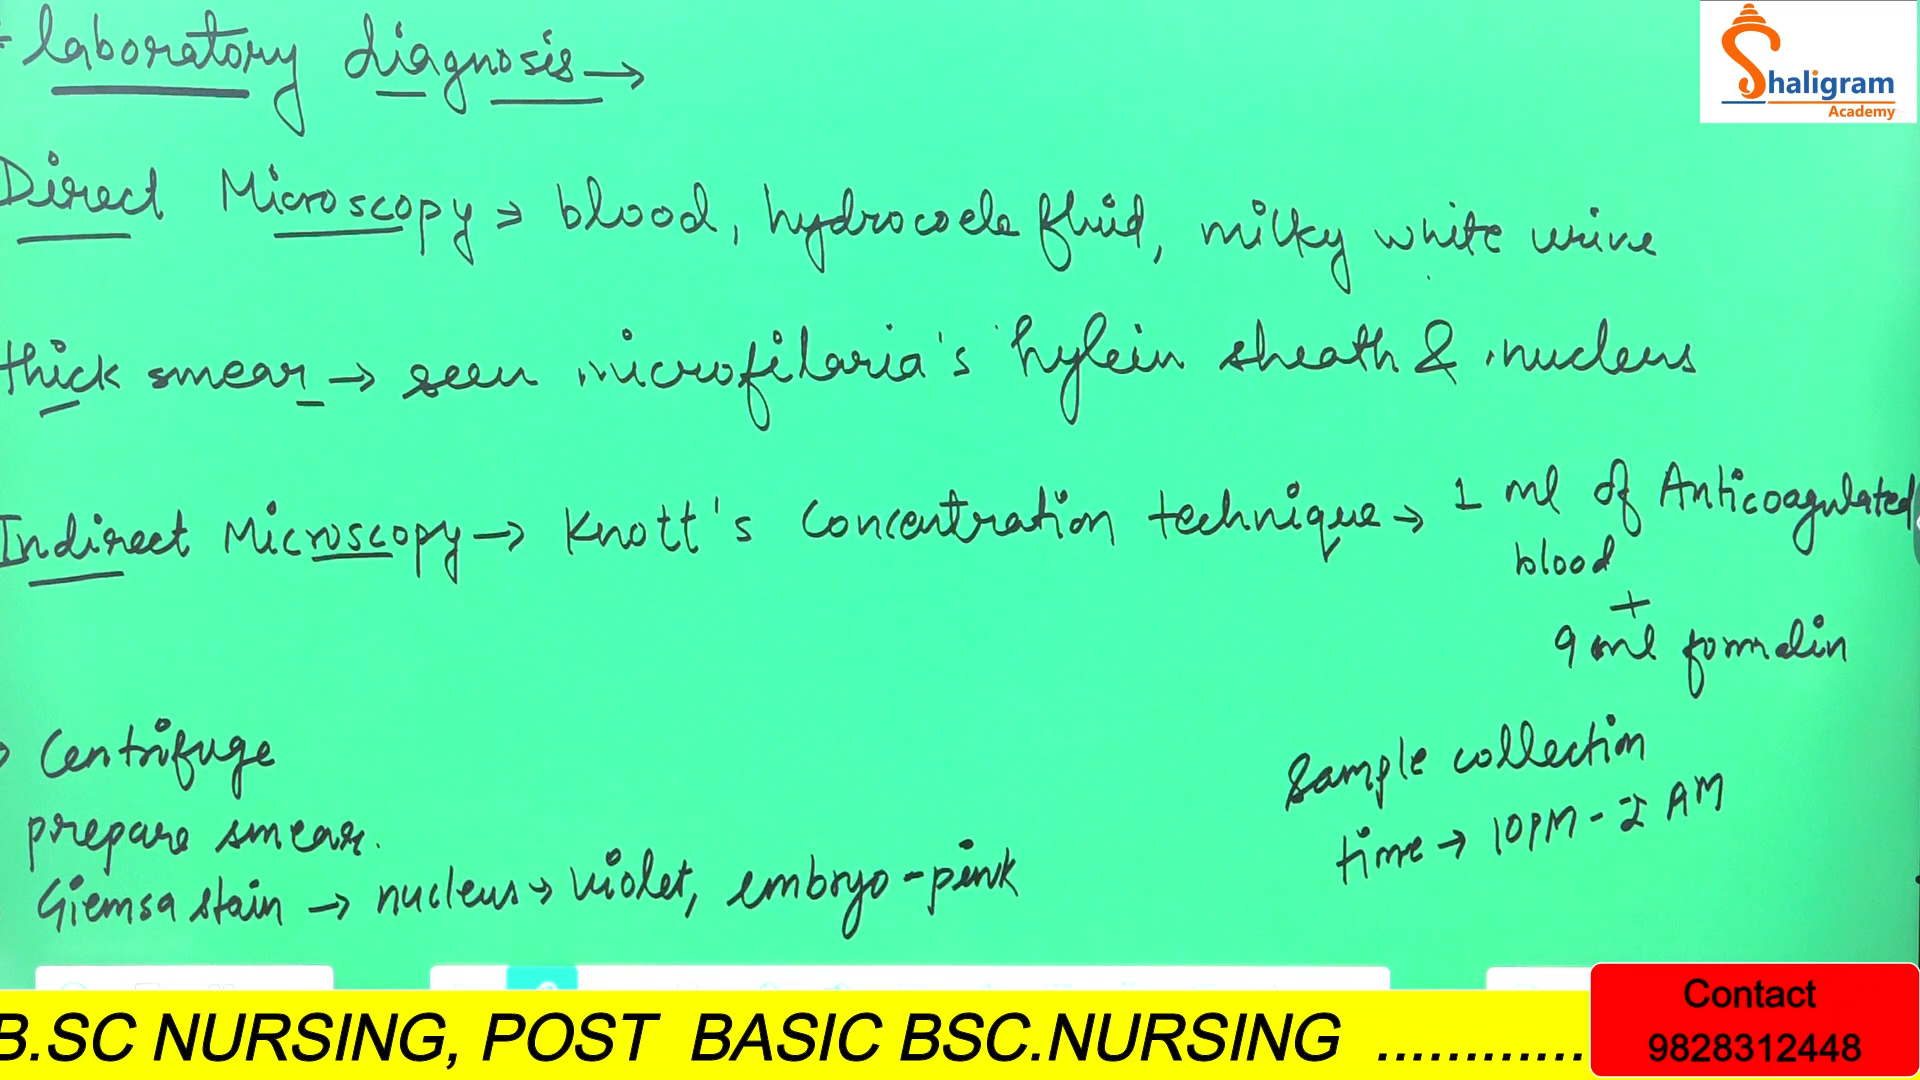 laboratory diagnosis →
Shaligram
Academy
Direct Microscopy → blood, hydrocoele fluid, milky white urine
thick smear → seen microfilaria's hylein sheath & nucleus
Indirect Microscopy → Knott's Concentration technique → 1 ml of Anticoagulated
blood
+
9 ml formalin
Centrifuge
prepare smear.
Giemsa stain → nucleus → violet, embryo - pink
Sample collection
time → 10PM - 2 AM
B.SC NURSING, POST BASIC BSC.NURSING ............
Contact
9828312448